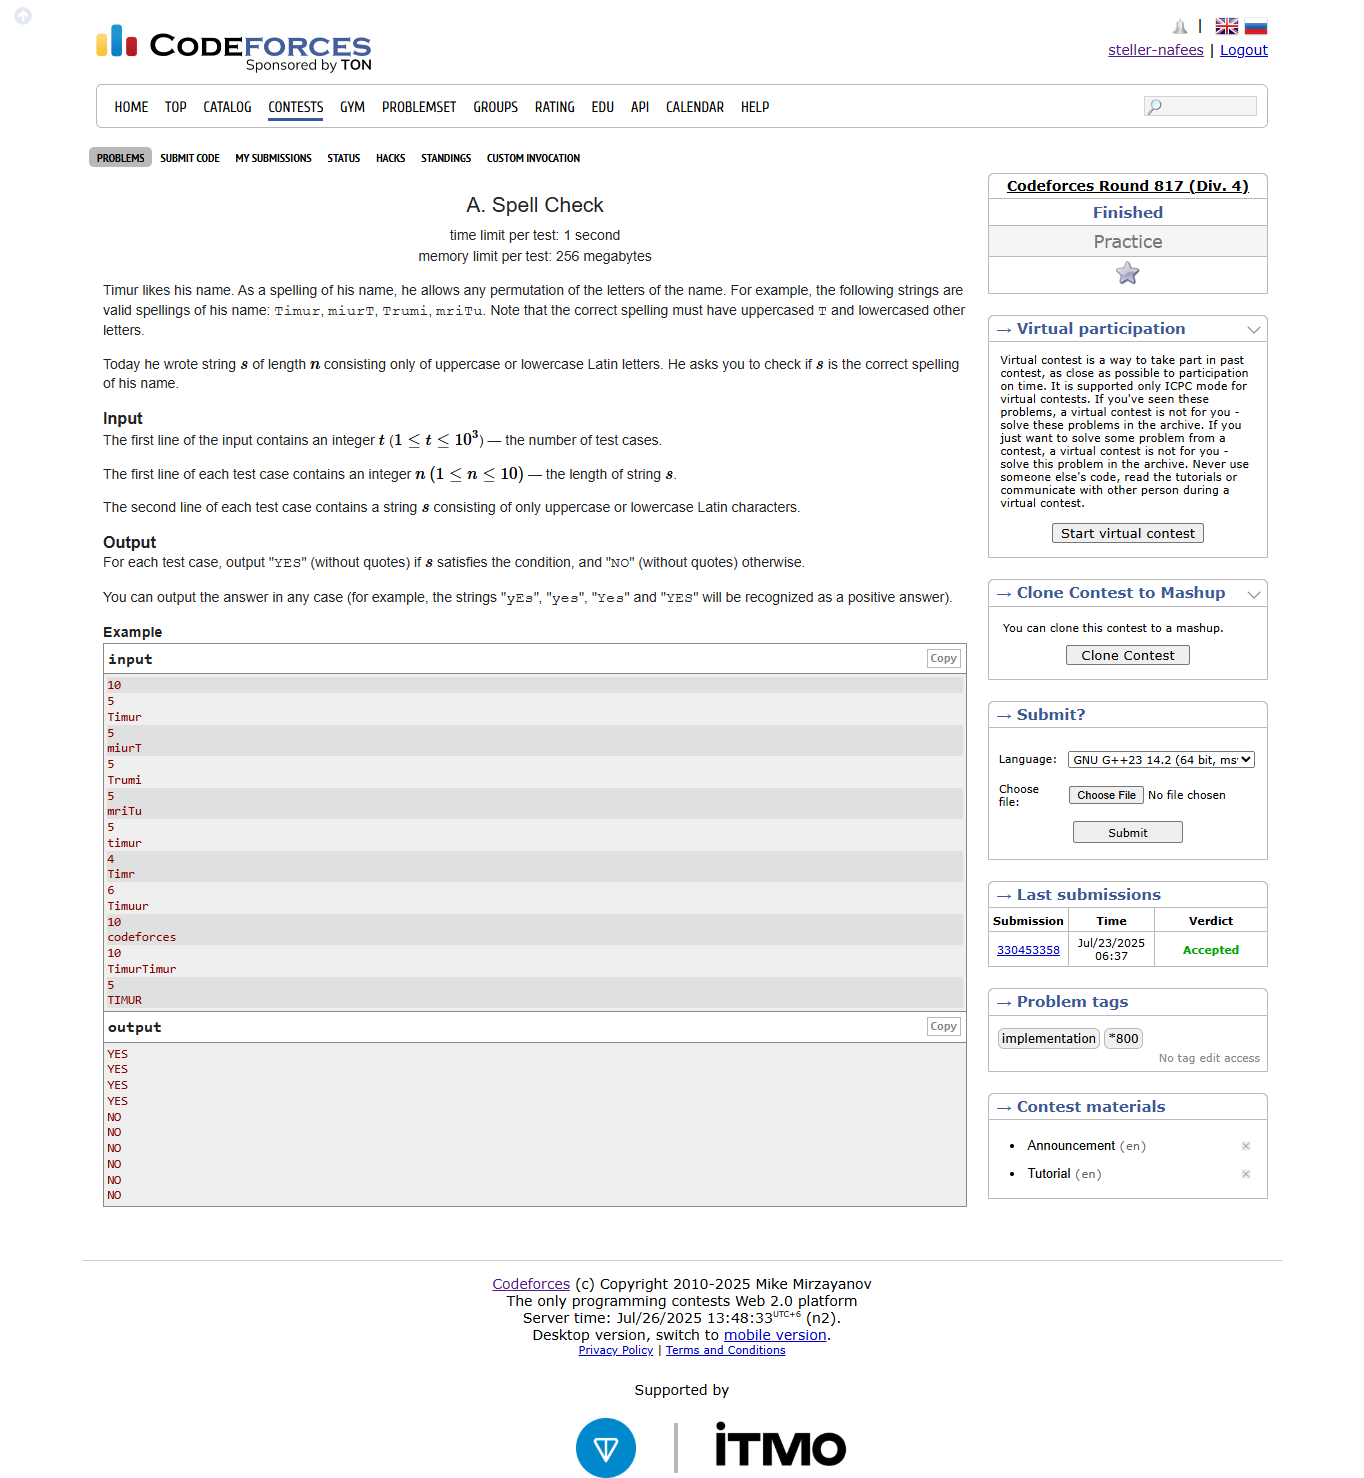 CODEFORCES
Sponsored by TON
steller-nafees | Logout
HOME TOP CATALOG CONTESTS GYM PROBLEMSET GROUPS RATING EDU API CALENDAR HELP
PROBLEMS SUBMIT CODE MY SUBMISSIONS STATUS HACKS STANDINGS CUSTOM INVOCATION
A. Spell Check
time limit per test: 1 second
memory limit per test: 256 megabytes
Timur likes his name. As a spelling of his name, he allows any permutation of the letters of the name. For example, the following strings are
valid spellings of his name: Timur, miurT, Trumi, mriTu. Note that the correct spelling must have uppercased T and lowercased other
letters.
Today he wrote string s of length n consisting only of uppercase or lowercase Latin letters. He asks you to check if s is the correct spelling
of his name.
Input
The first line of the input contains an integer t (1 ≤ t ≤ 10³) — the number of test cases.
The first line of each test case contains an integer n (1 ≤ n ≤ 10) — the length of string s.
The second line of each test case contains a string s consisting of only uppercase or lowercase Latin characters.
Output
For each test case, output "YES" (without quotes) if s satisfies the condition, and "NO" (without quotes) otherwise.
You can output the answer in any case (for example, the strings "yEs", "yes", "Yes" and "YES" will be recognized as a positive answer).
Example
input Copy
10
5
Timur
5
miurT
5
Trumi
5
mriTu
5
timur
4
Timr
6
Timuur
10
codeforces
10
TimurTimur
5
TIMUR
output Copy
YES
YES
YES
YES
NO
NO
NO
NO
NO
NO
Codeforces Round 817 (Div. 4)
Finished
Practice
→ Virtual participation
Virtual contest is a way to take part in past
contest, as close as possible to participation
on time. It is supported only ICPC mode for
virtual contests. If you've seen these
problems, a virtual contest is not for you -
solve these problems in the archive. If you
just want to solve some problem from a
contest, a virtual contest is not for you -
solve this problem in the archive. Never use
someone else's code, read the tutorials or
communicate with other person during a
virtual contest.
Start virtual contest
→ Clone Contest to Mashup
You can clone this contest to a mashup.
Clone Contest
→ Submit?
Language: GNU G++23 14.2 (64 bit, ms
Choose
file: Choose File No file chosen
Submit
→ Last submissions
Submission Time Verdict
330453358 Jul/23/2025
06:37 Accepted
→ Problem tags
implementation *800
No tag edit access
→ Contest materials
• Announcement (en)
• Tutorial (en)
Codeforces (c) Copyright 2010-2025 Mike Mirzayanov
The only programming contests Web 2.0 platform
Server time: Jul/26/2025 13:48:33 UTC+6 (n2).
Desktop version, switch to mobile version.
Privacy Policy | Terms and Conditions
Supported by
iTMO